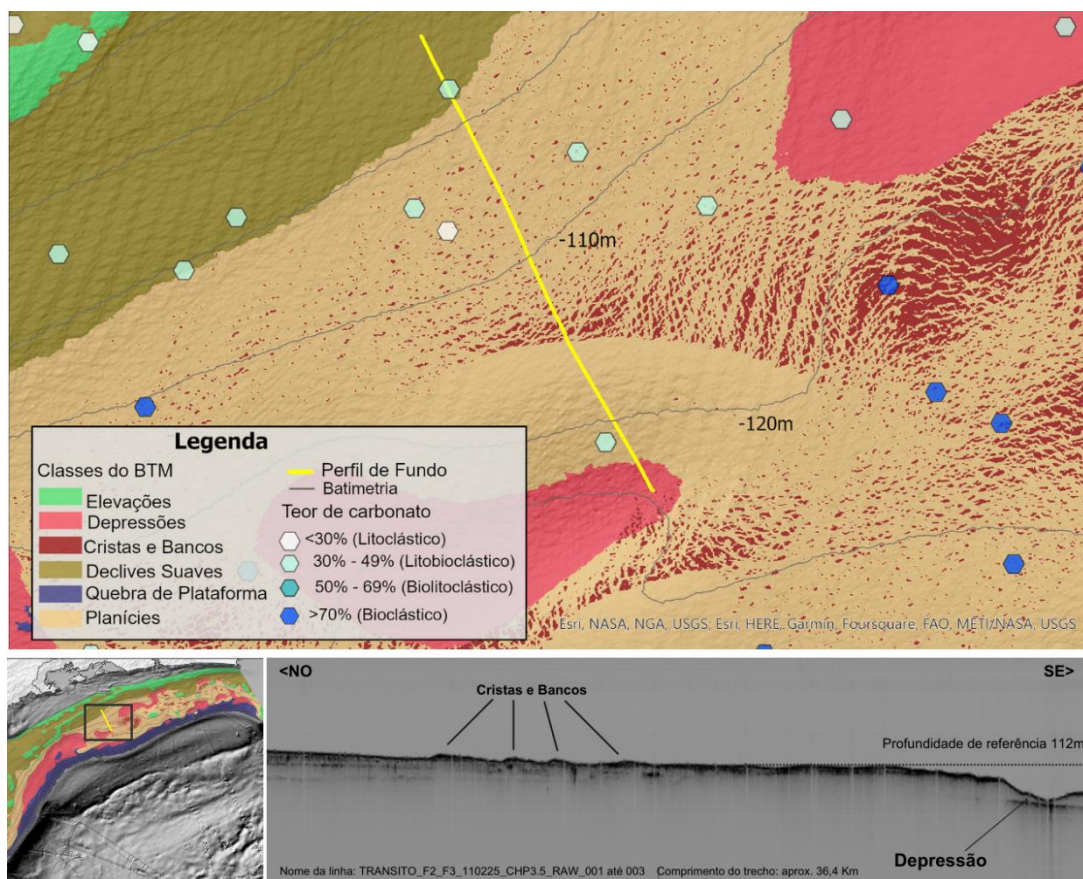 -110m
-120m
Legenda
Classes do BTM
Elevações
Depressões
Cristas e Bancos
Declives Suaves
Quebra de Plataforma
Planícies
Perfil de Fundo
Batimetria
Teor de carbonato
<30% (Litoclástico)
30% - 49% (Litobioclástico)
50% - 69% (Biolitoclástico)
>70% (Bioclástico)
Esri, NASA, NGA, USGS; Esri, HERE, Garmin, Foursquare, FAO, METI/NASA, USGS
<NO
SE>
Cristas e Bancos
Profundidade de referência 112m
Depressão
Nome da linha: TRANSITO_F2_F3_110225_CHP3.5_RAW_001 até 003 Comprimento do trecho: aprox. 36,4 Km